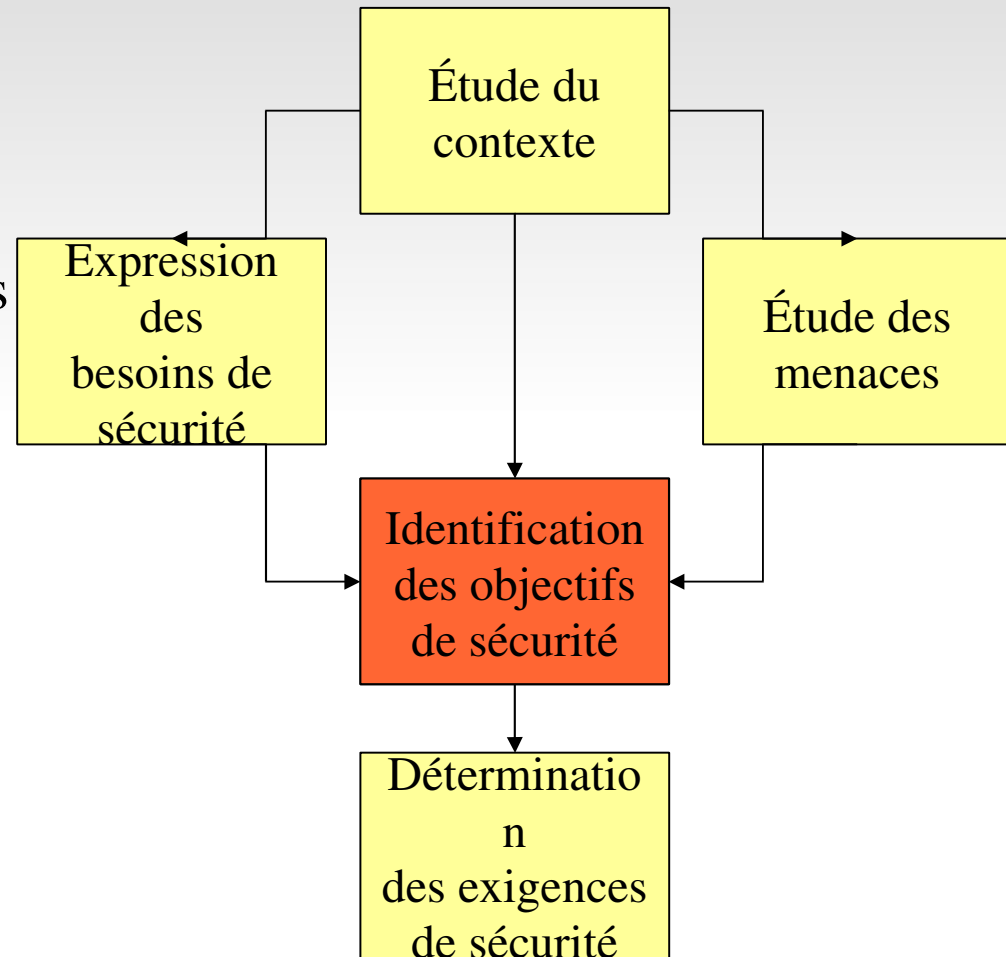 Étude du
contexte
Expression
des
besoins de
sécurité
s
Étude des
menaces
Identification
des objectifs
de sécurité
Déterminatio
n
des exigences
de sécurité